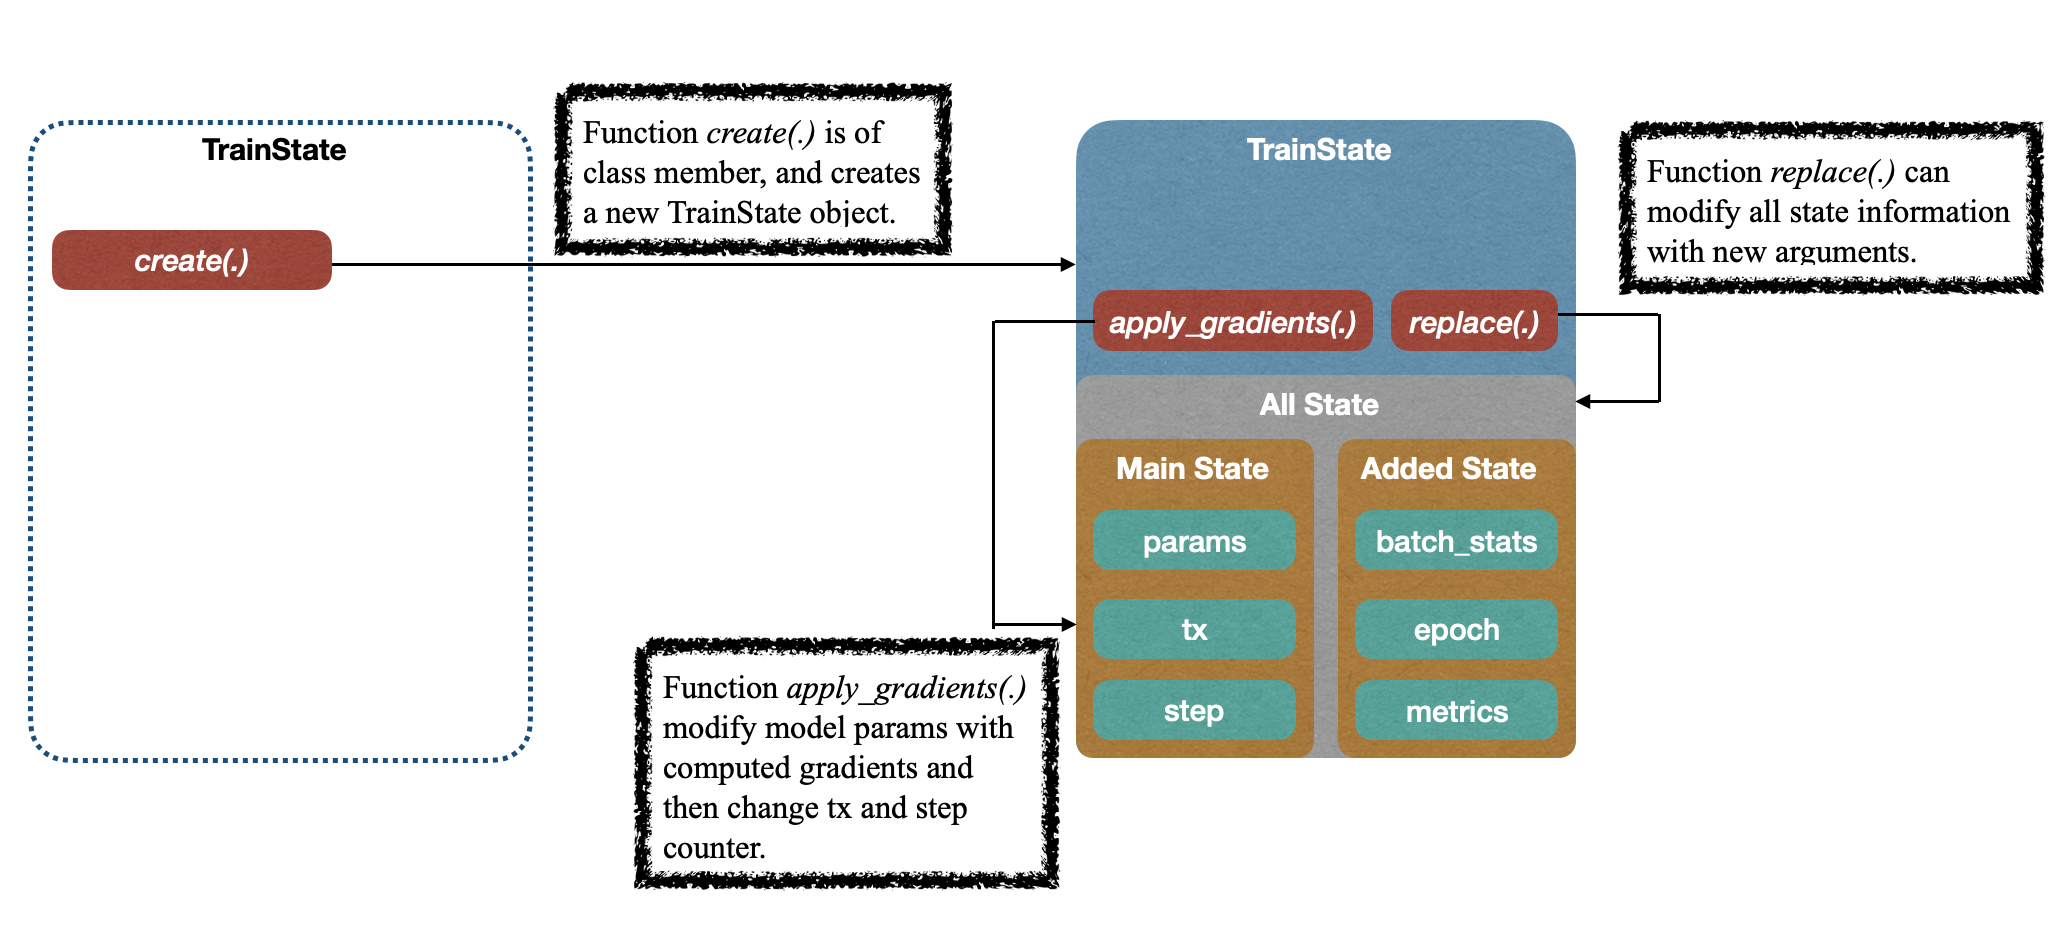 TrainState
create(.)
Function create(.) is of
class member, and creates
a new TrainState object.
TrainState
apply_gradients(.)
replace(.)
Function replace(.) can
modify all state information
with new arguments.
All State
Main State
params
tx
step
Added State
batch_stats
epoch
metrics
Function apply_gradients(.)
modify model params with
computed gradients and
then change tx and step
counter.